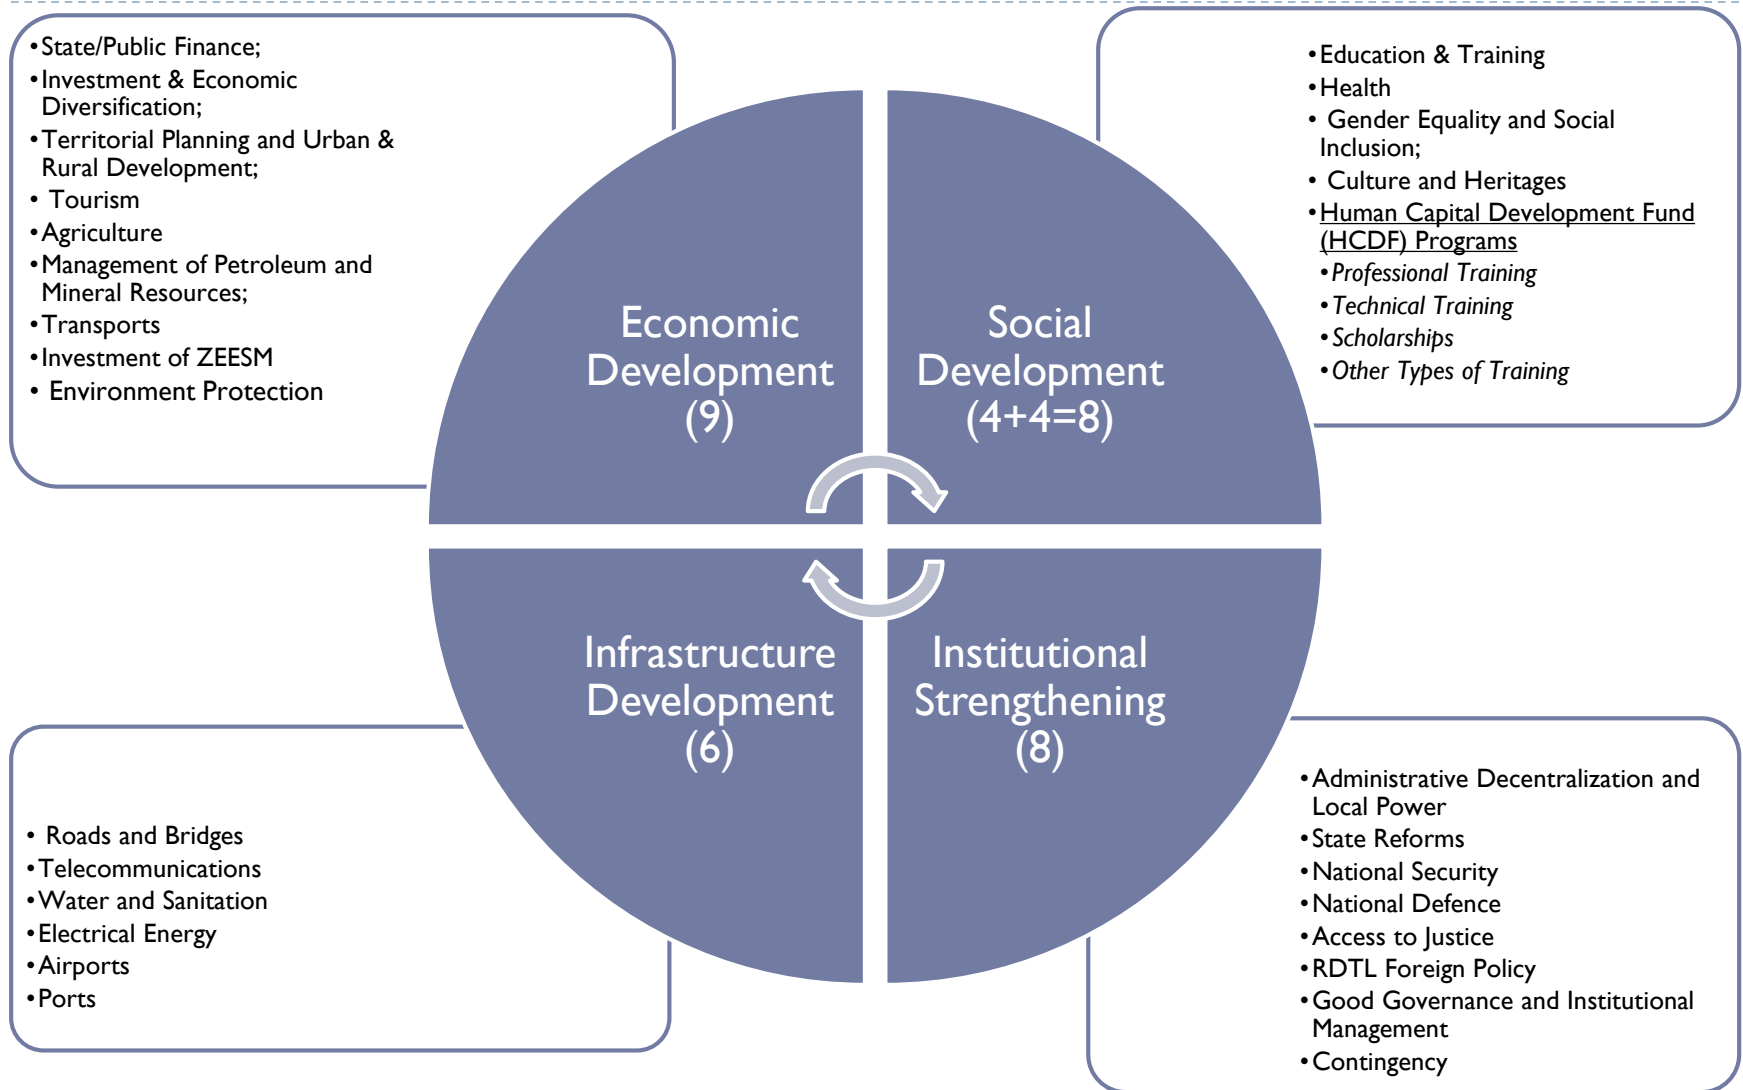 •State/Public Finance;
•Investment & Economic
Diversification;
•Territorial Planning and Urban &
Rural Development;
• Tourism
•Agriculture
•Management of Petroleum and
Mineral Resources;
•Transports
•Investment of ZEESM
• Environment Protection
•Education & Training
•Health
• Gender Equality and Social
Inclusion;
• Culture and Heritages
•Human Capital Development Fund
(HCDF) Programs
•Professional Training
•Technical Training
•Scholarships
•Other Types of Training
Economic
Development
(9)
Social
Development
(4+4=8)
Infrastructure
Development
(6)
Institutional
Strengthening
(8)
• Roads and Bridges
•Telecommunications
•Water and Sanitation
•Electrical Energy
•Airports
•Ports
•Administrative Decentralization and
Local Power
•State Reforms
•National Security
•National Defence
•Access to Justice
•RDTL Foreign Policy
•Good Governance and Institutional
Management
•Contingency